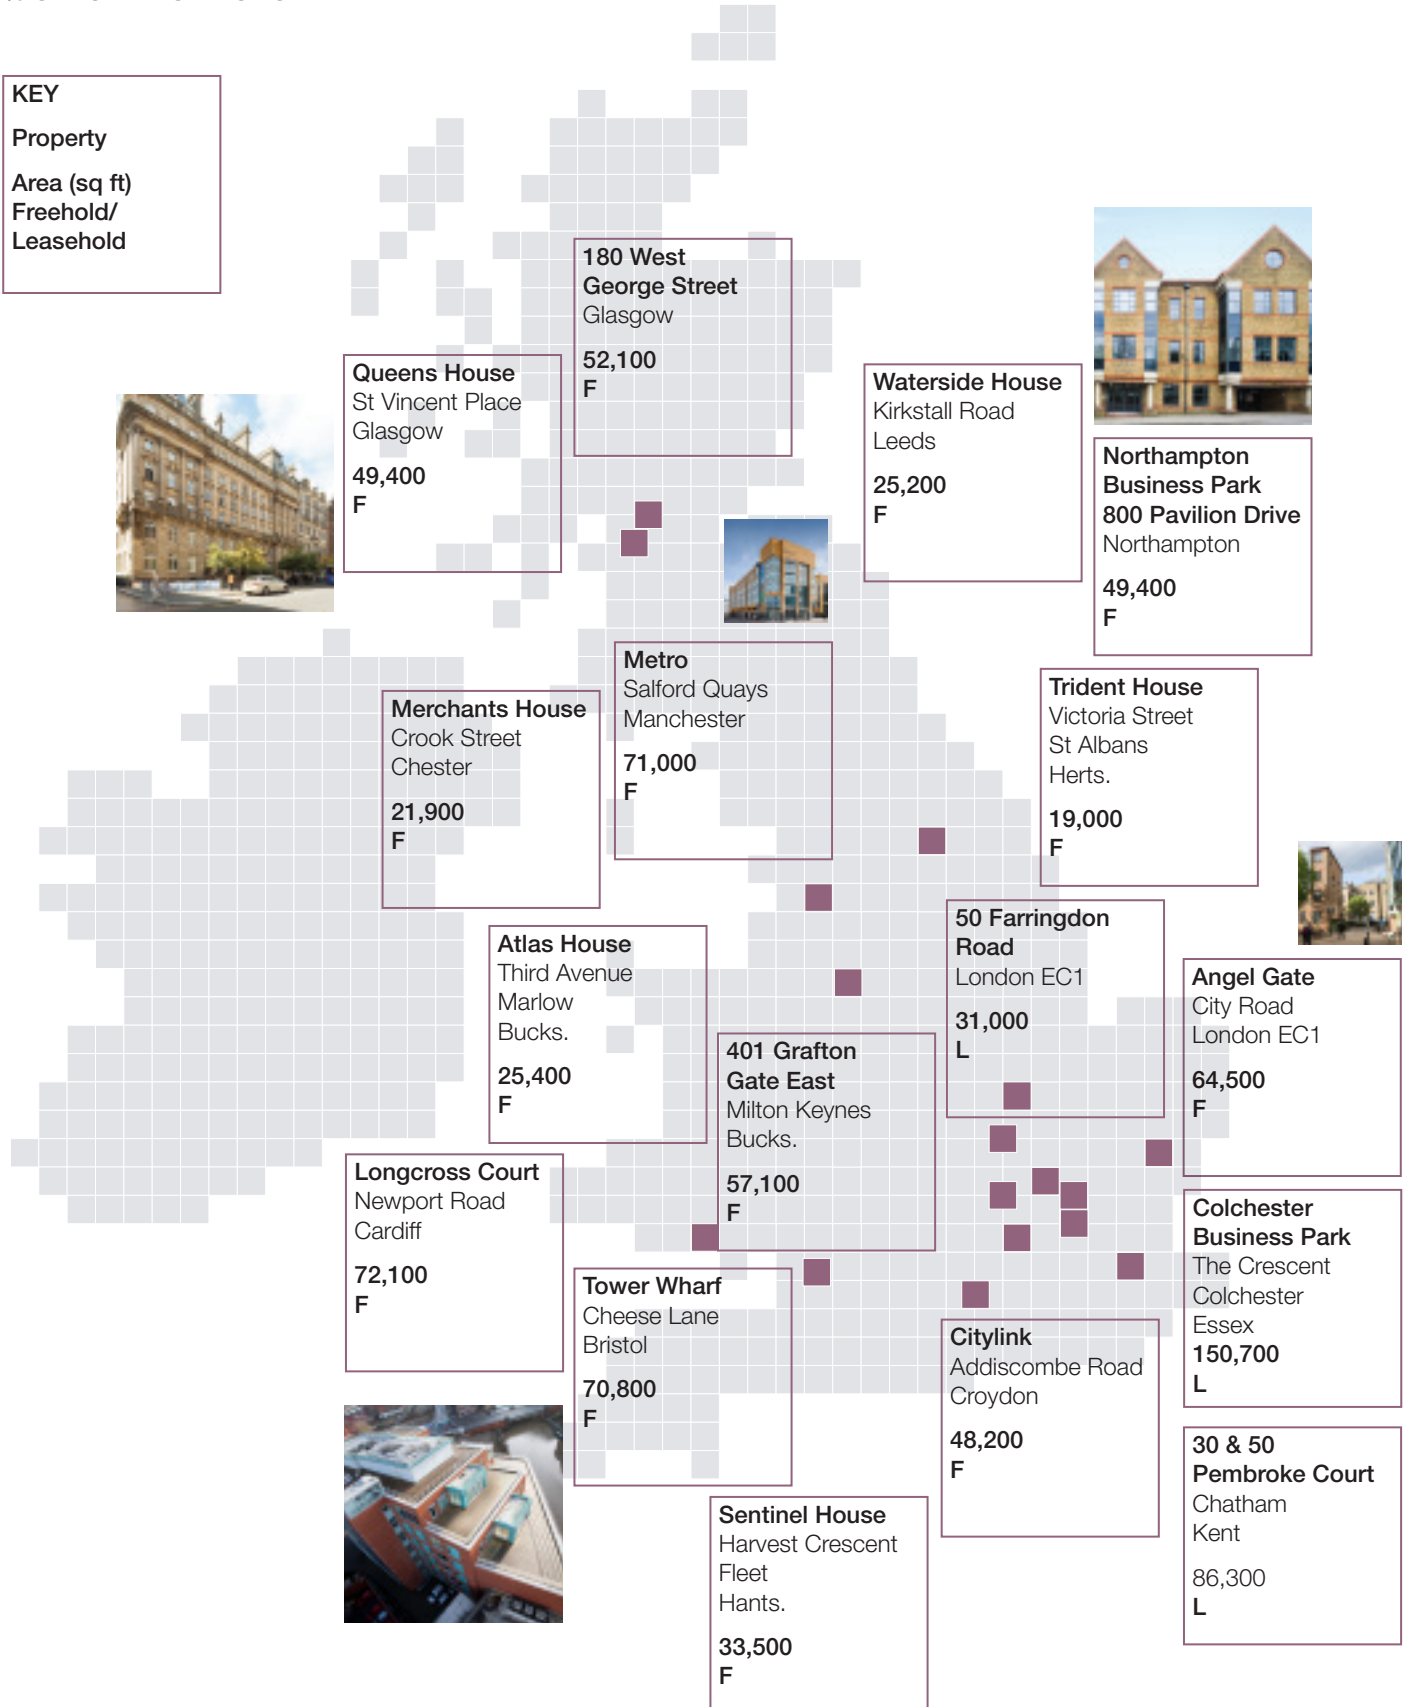 KEY
Property
Area (sq ft)
Freehold/
Leasehold
180 West
George Street
Glasgow
52,100
F
Queens House
St Vincent Place
Glasgow
49,400
F
Waterside House
Kirkstall Road
Leeds
25,200
F
Northampton
Business Park
800 Pavilion Drive
Northampton
49,400
F
Metro
Salford Quays
Manchester
71,000
F
Merchants House
Crook Street
Chester
21,900
F
Trident House
Victoria Street
St Albans
Herts.
19,000
F
50 Farringdon
Road
London EC1
31,000
L
Atlas House
Third Avenue
Marlow
Bucks.
25,400
F
Angel Gate
City Road
London EC1
64,500
F
401 Grafton
Gate East
Milton Keynes
Bucks.
57,100
F
Longcross Court
Newport Road
Cardiff
72,100
F
Colchester
Business Park
The Crescent
Colchester
Essex
150,700
L
Tower Wharf
Cheese Lane
Bristol
70,800
F
Citylink
Addiscombe Road
Croydon
48,200
F
30 & 50
Pembroke Court
Chatham
Kent
86,300
L
Sentinel House
Harvest Crescent
Fleet
Hants.
33,500
F